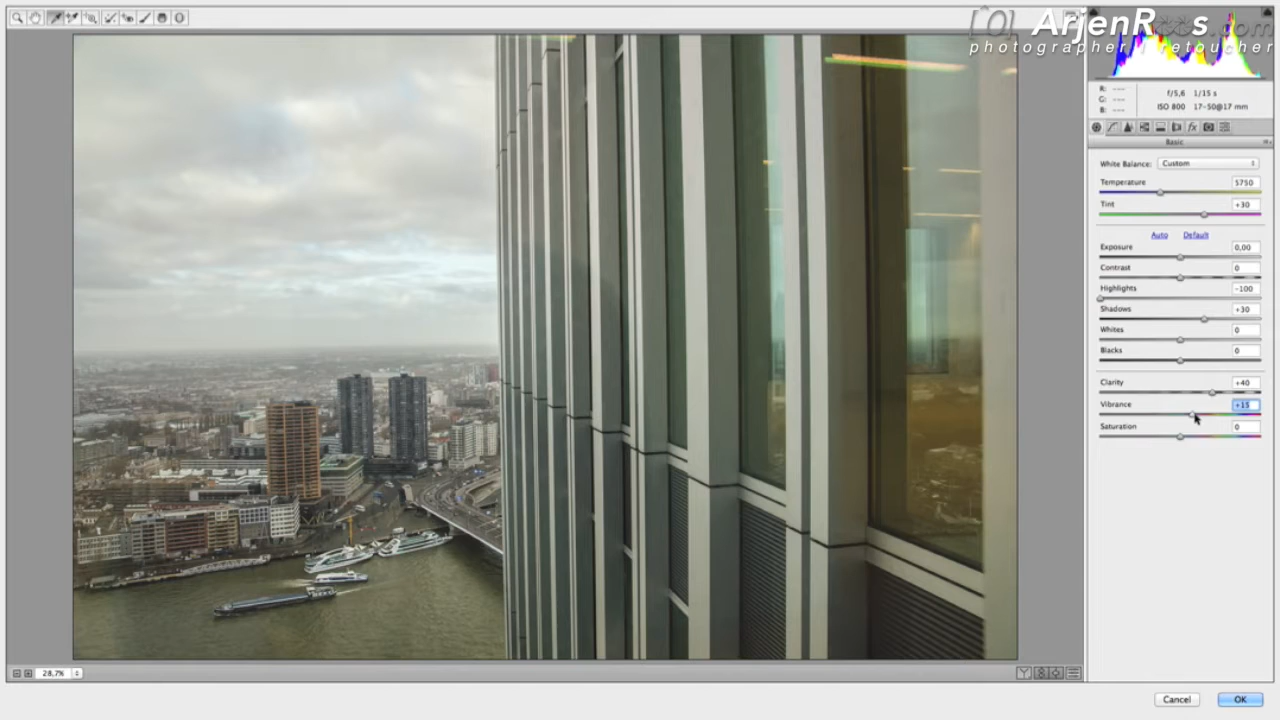 [O] ArjenR s.com
photographer / retoucher
R: ---
G: ---
B: ---
f/5,6 1/15 s
ISO 800 17-50@17 mm
Basic
White Balance: Custom
Temperature 5750
Tint +30
Auto Default
Exposure 0,00
Contrast 0
Highlights -100
Shadows +30
Whites 0
Blacks 0
Clarity +40
Vibrance +15
Saturation 0
28,7%
Cancel OK